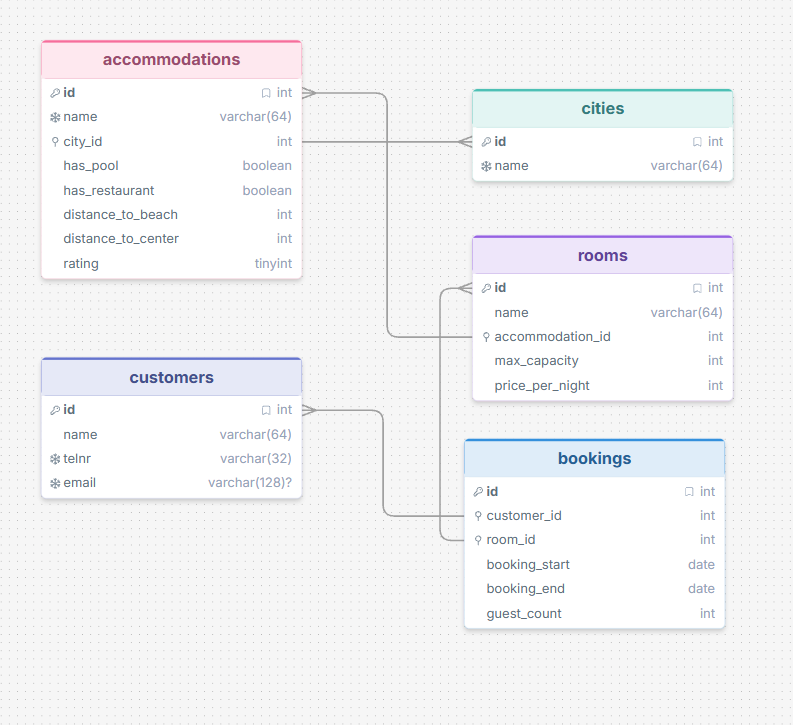 accommodations
id int
name varchar(64)
city_id int
has_pool boolean
has_restaurant boolean
distance_to_beach int
distance_to_center int
rating tinyint
cities
id int
name varchar(64)
rooms
id int
name varchar(64)
accommodation_id int
max_capacity int
price_per_night int
customers
id int
name varchar(64)
telnr varchar(32)
email varchar(128)?
bookings
id int
customer_id int
room_id int
booking_start date
booking_end date
guest_count int